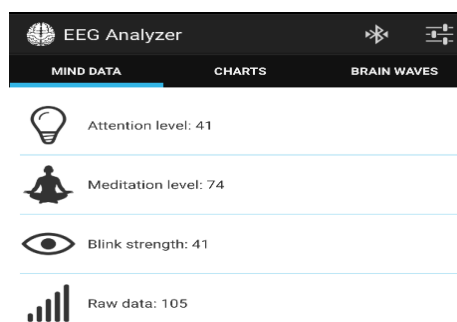 EEG Analyzer
MIND DATA CHARTS BRAIN WAVES
Attention level: 41
Meditation level: 74
Blink strength: 41
Raw data: 105